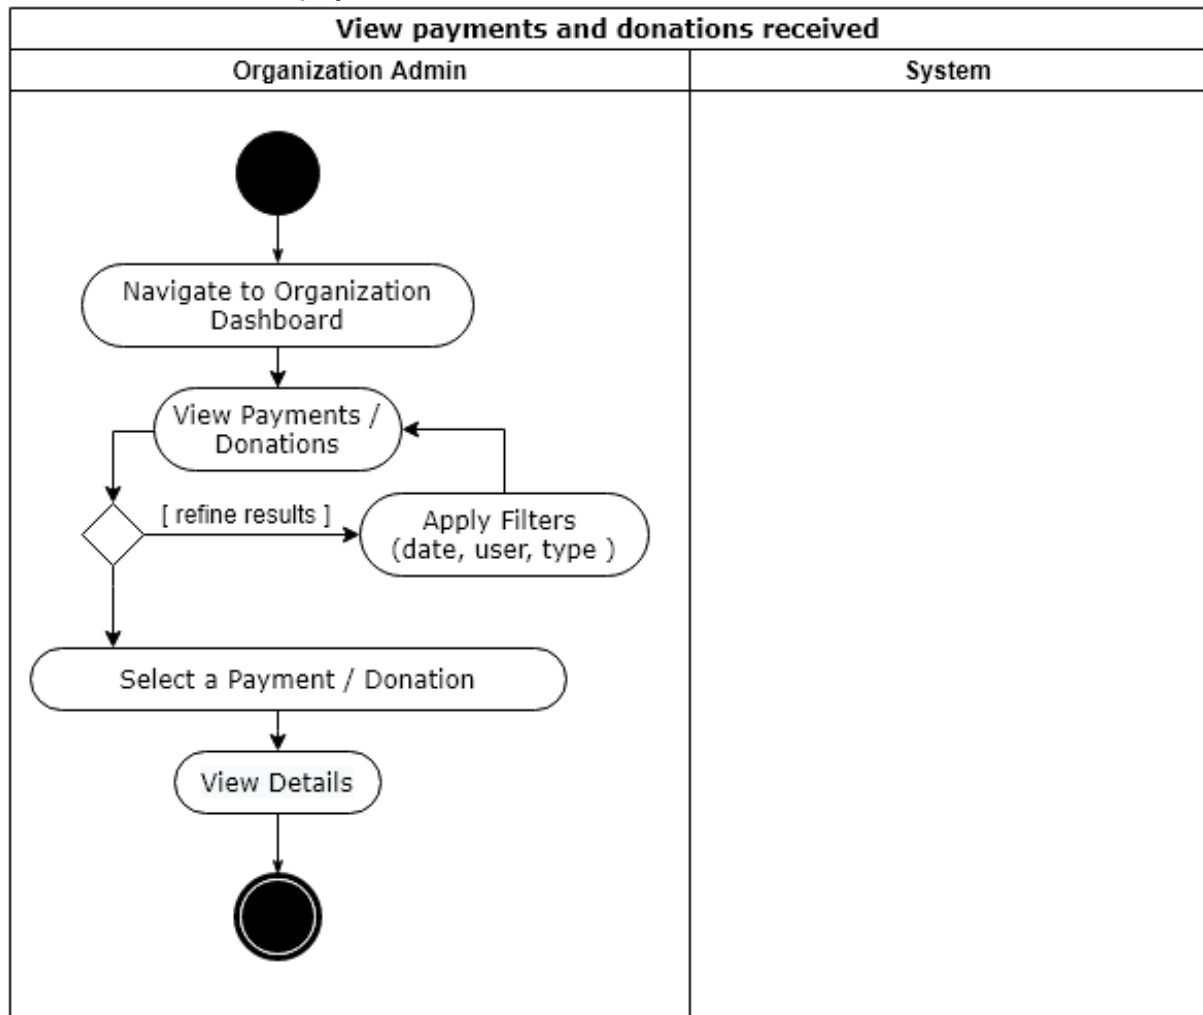 View payments and donations received
Organization Admin
System
Navigate to Organization
Dashboard
View Payments /
Donations
[ refine results ]
Apply Filters
(date, user, type )
Select a Payment / Donation
View Details